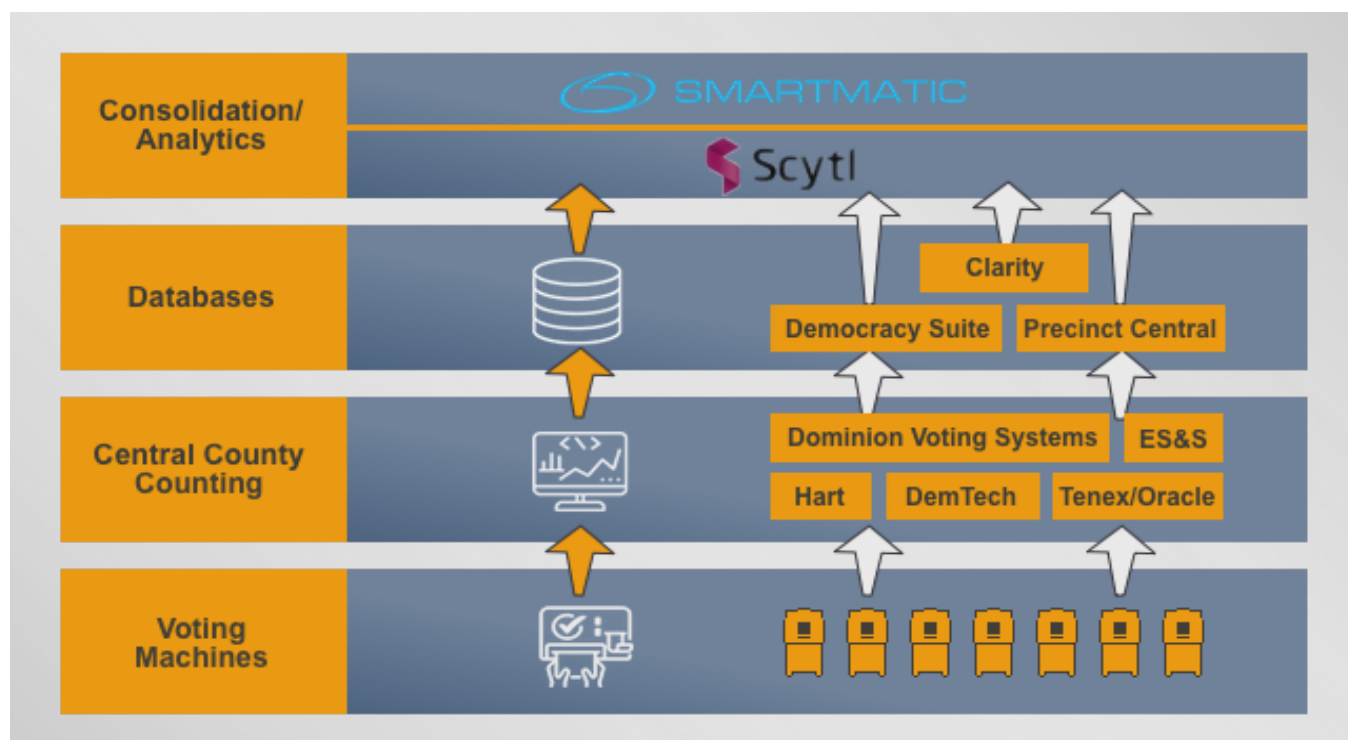 Consolidation/
Analytics
SMARTMATIC
Scytl
Databases
Clarity
Democracy Suite
Precinct Central
Central County
Counting
Dominion Voting Systems
ES&S
Hart
DemTech
Tenex/Oracle
Voting
Machines